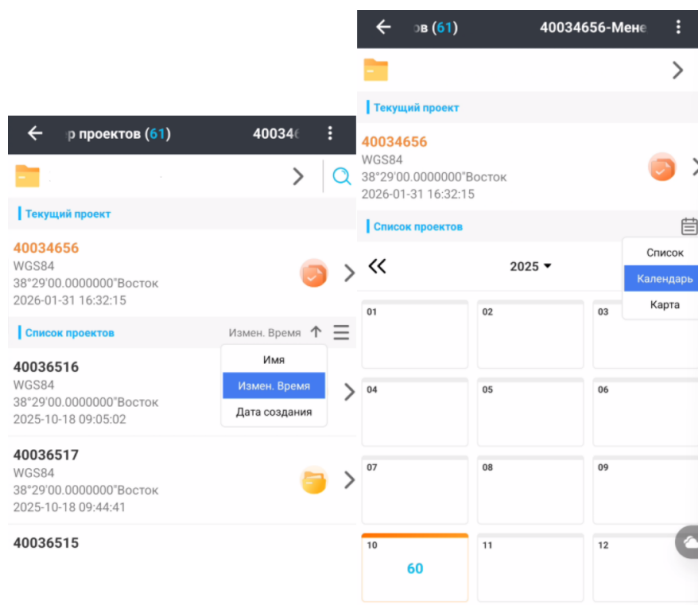 р проектов (61) 40034
Текущий проект
40034656
WGS84
38°29'00.0000000"Восток
2026-01-31 16:32:15
Список проектов Измен. Время
Имя
Измен. Время
Дата создания
40036516
WGS84
38°29'00.0000000"Восток
2025-10-18 09:05:02
40036517
WGS84
38°29'00.0000000"Восток
2025-10-18 09:44:41
40036515
ов (61) 40034656-Мене
Текущий проект
40034656
WGS84
38°29'00.0000000"Восток
2026-01-31 16:32:15
Список проектов
Список
Календарь
Карта
2025
01 02 03
04 05 06
07 08 09
10 11 12
60